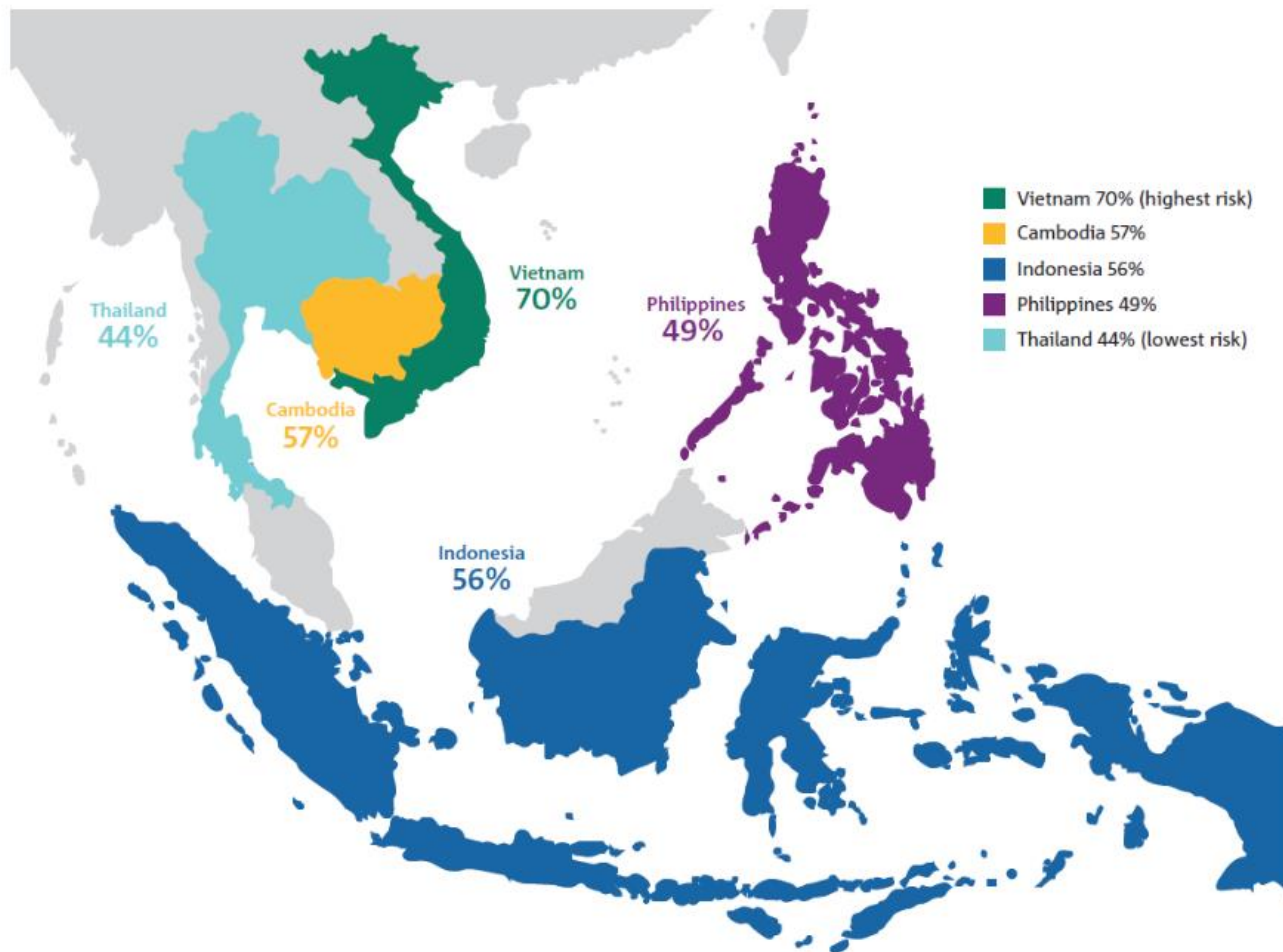 Vietnam
70%
Thailand
44%
Cambodia
57%
Philippines
49%
Indonesia
56%
Vietnam 70% (highest risk)
Cambodia 57%
Indonesia 56%
Philippines 49%
Thailand 44% (lowest risk)